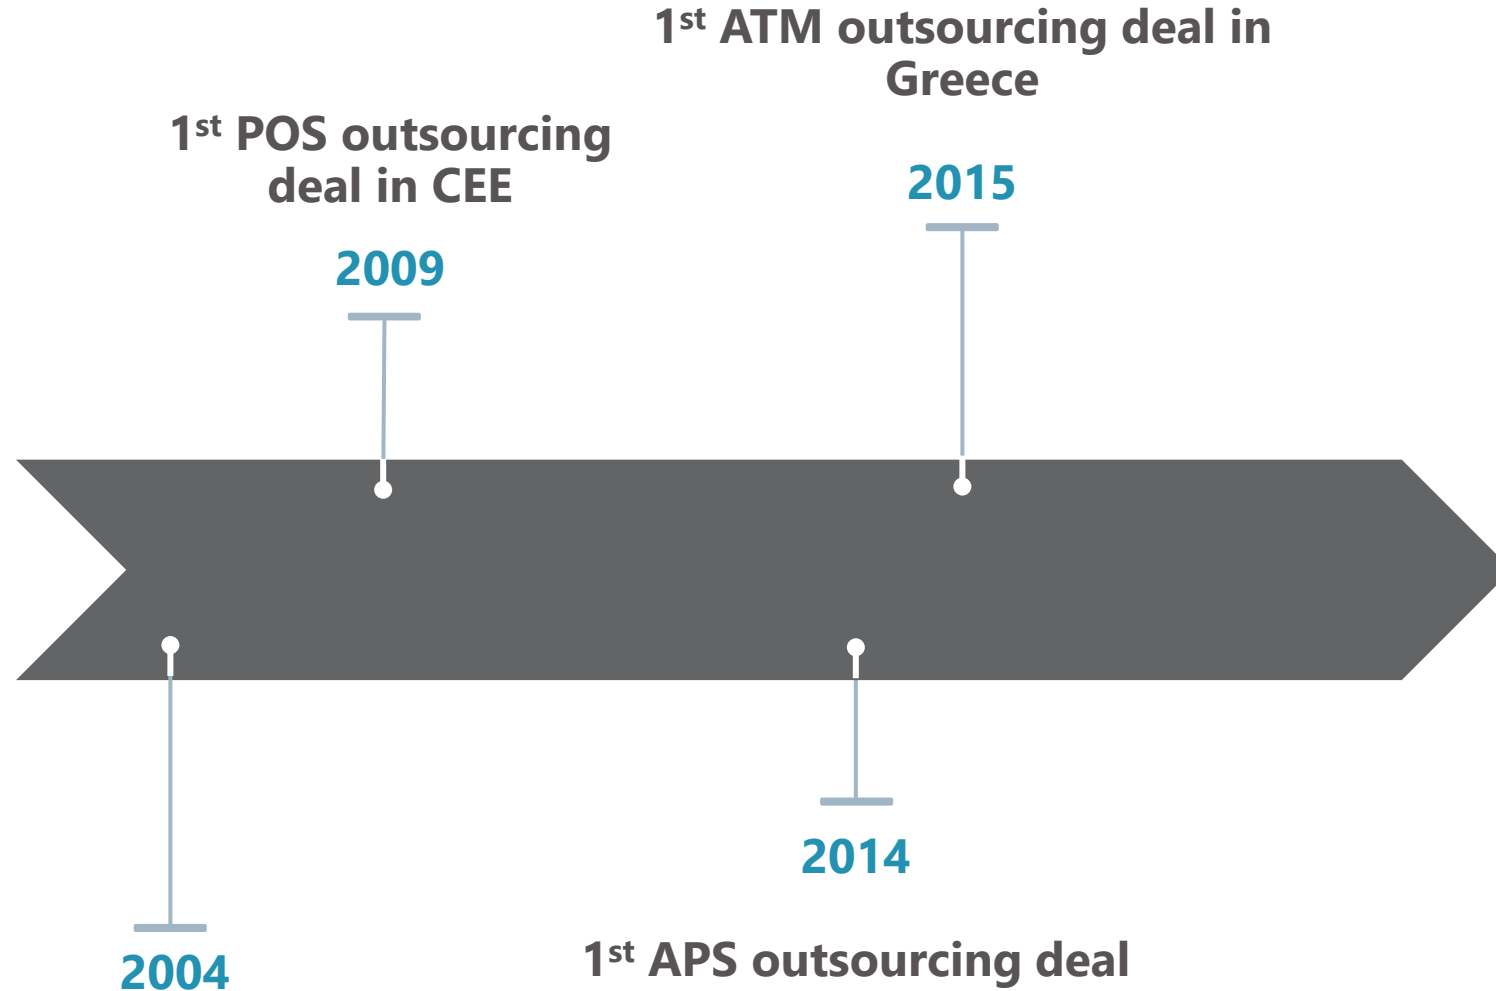 1st ATM outsourcing deal in
Greece
1st POS outsourcing
deal in CEE
2015
2009
2014
1st APS outsourcing deal
2004